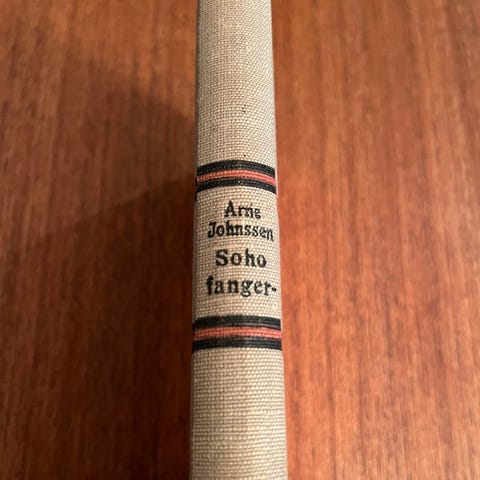 Arne
Johnssen
Soho
fanger-